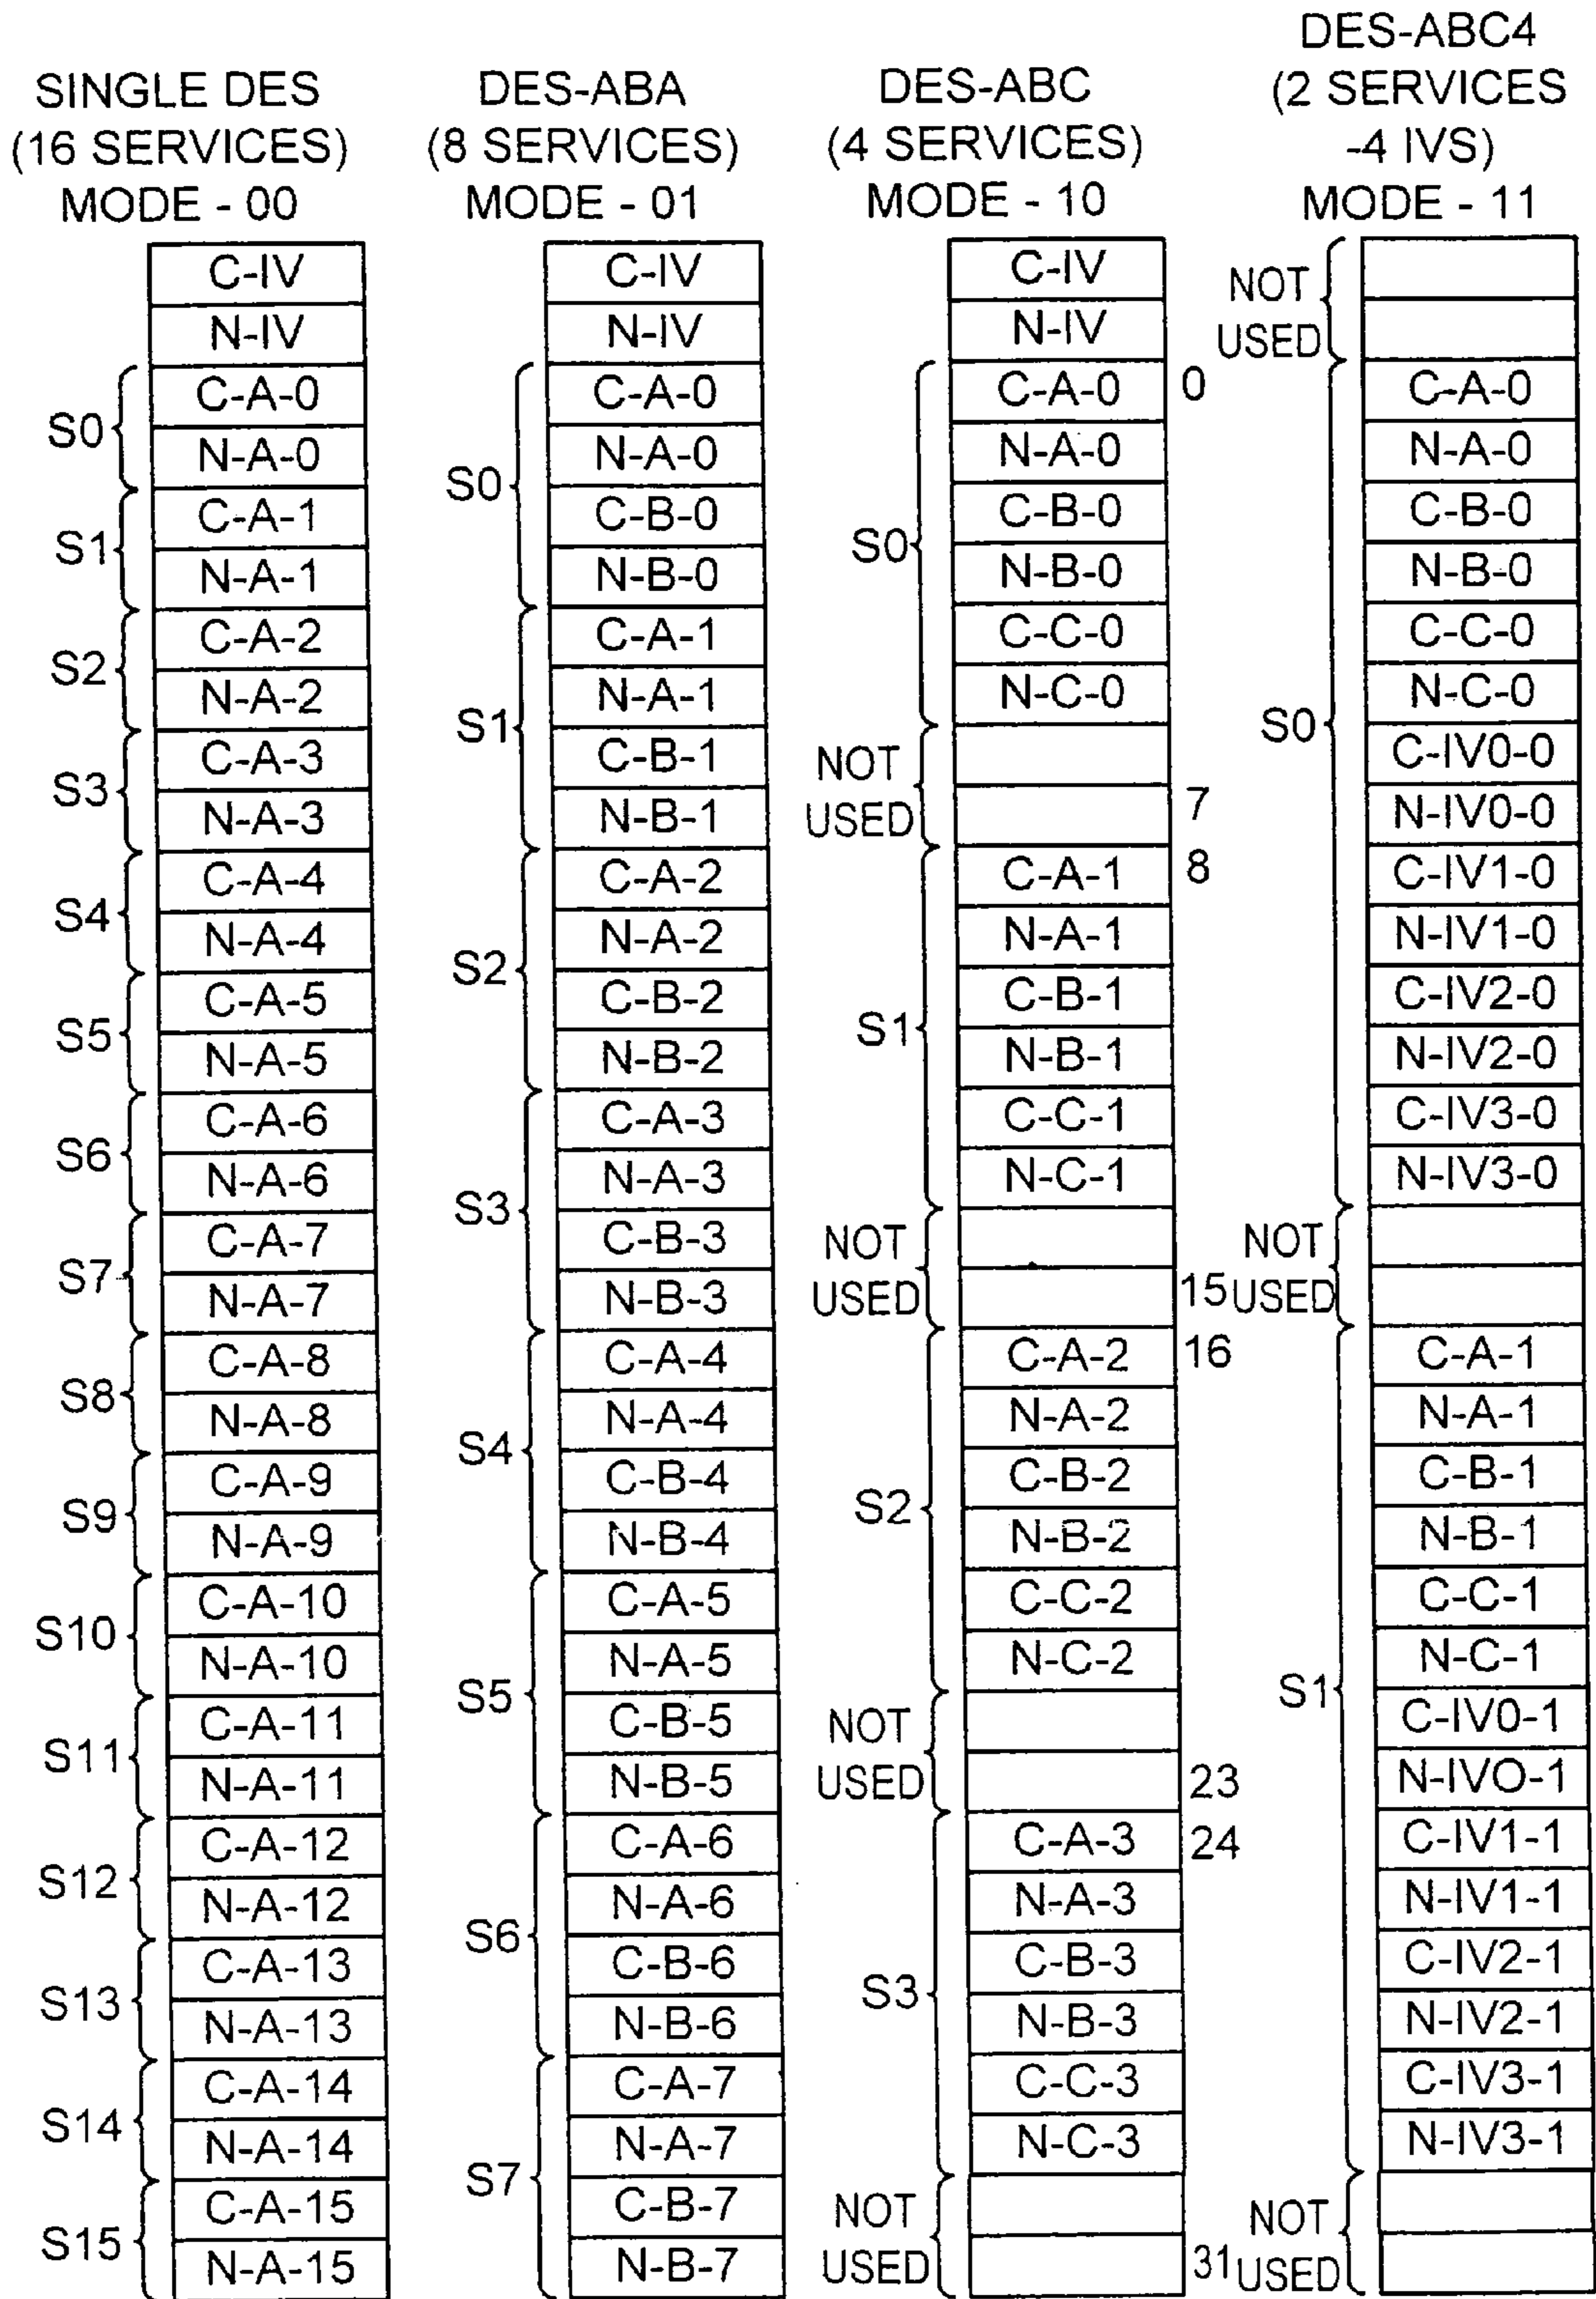 SINGLE DES
(16 SERVICES)
MODE - 00
C-IV
N-IV
S0
C-A-0
N-A-0
S1
C-A-1
N-A-1
S2
C-A-2
N-A-2
S3
C-A-3
N-A-3
S4
C-A-4
N-A-4
S5
C-A-5
N-A-5
S6
C-A-6
N-A-6
S7
C-A-7
N-A-7
S8
C-A-8
N-A-8
S9
C-A-9
N-A-9
S10
C-A-10
N-A-10
S11
C-A-11
N-A-11
S12
C-A-12
N-A-12
S13
C-A-13
N-A-13
S14
C-A-14
N-A-14
S15
C-A-15
N-A-15
DES-ABA
(8 SERVICES)
MODE - 01
C-IV
N-IV
S0
C-A-0
N-A-0
C-B-0
N-B-0
S1
C-A-1
N-A-1
C-B-1
N-B-1
S2
C-A-2
N-A-2
C-B-2
N-B-2
S3
C-A-3
N-A-3
C-B-3
N-B-3
S4
C-A-4
N-A-4
C-B-4
N-B-4
S5
C-A-5
N-A-5
C-B-5
N-B-5
S6
C-A-6
N-A-6
C-B-6
N-B-6
S7
C-A-7
N-A-7
C-B-7
N-B-7
DES-ABC
(4 SERVICES)
MODE - 10
C-IV
N-IV
S0
C-A-0 0
N-A-0
C-B-0
N-B-0
C-C-0
N-C-0
NOT
USED 7
S1
C-A-1 8
N-A-1
C-B-1
N-B-1
C-C-1
N-C-1
NOT
USED 15
S2
C-A-2 16
N-A-2
C-B-2
N-B-2
C-C-2
N-C-2
NOT
USED 23
S3
C-A-3 24
N-A-3
C-B-3
N-B-3
C-C-3
N-C-3
NOT
USED 31
DES-ABC4
(2 SERVICES
-4 IVS)
MODE - 11
NOT
USED
S0
C-A-0
N-A-0
C-B-0
N-B-0
C-C-0
N-C-0
C-IV0-0
N-IV0-0
C-IV1-0
N-IV1-0
C-IV2-0
N-IV2-0
C-IV3-0
N-IV3-0
NOT
USED
S1
C-A-1
N-A-1
C-B-1
N-B-1
C-C-1
N-C-1
C-IV0-1
N-IVO-1
C-IV1-1
N-IV1-1
C-IV2-1
N-IV2-1
C-IV3-1
N-IV3-1
NOT
USED